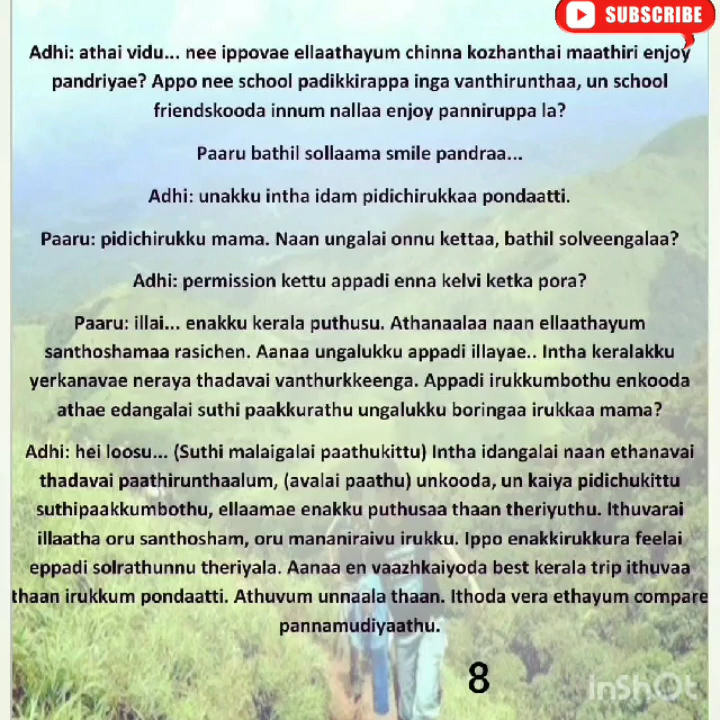 SUBSCRIBE
Adhi: athai vidu... nee ippovae ellaathayum chinna kozhanthai maathiri enjoy
pandriyae? Appo nee school padikkirappa inga vanthirunthaa, un school
friendskooda innum nallaa enjoy panniruppa la?
Paaru bathil sollaama smile pandraa...
Adhi: unakku intha idam pidichirukkaa pondaatti.
Paaru: pidichirukku mama. Naan ungalai onnu kettaa, bathil solveengalaa?
Adhi: permission kettu appadi enna kelvi ketka pora?
Paaru: illai... enakku kerala puthusu. Athanaalaa naan ellaathayum
santhoshamaa rasichen. Aanaa ungalukku appadi illayae.. Intha keralakku
yerkanavae neraya thadavai vanthurkkeenga. Appadi irukkumbothu enkooda
athae edangalai suthi paakkurathu ungalukku boringaa irukkaa mama?
Adhi: hei loosu... (Suthi malaigalai paathukittu) Intha idangalai naan ethanavai
thadavai paathirunthaalum, (avalai paathu) unkooda, un kaiya pidichukittu
suthipaakkumbothu, ellaamae enakku puthusaa thaan theriyuthu. Ithuvarai
illaatha oru santhosham, oru mananiraivu irukku. Ippo enakkirukkura feelai
eppadi solrathunnu theriyala. Aanaa en vaazhkaiyoda best kerala trip ithuvaa
thaan irukkum pondaatti. Athuvum unnaala thaan. Ithoda vera ethayum compare
pannamudiyaathu.
8
InShOt